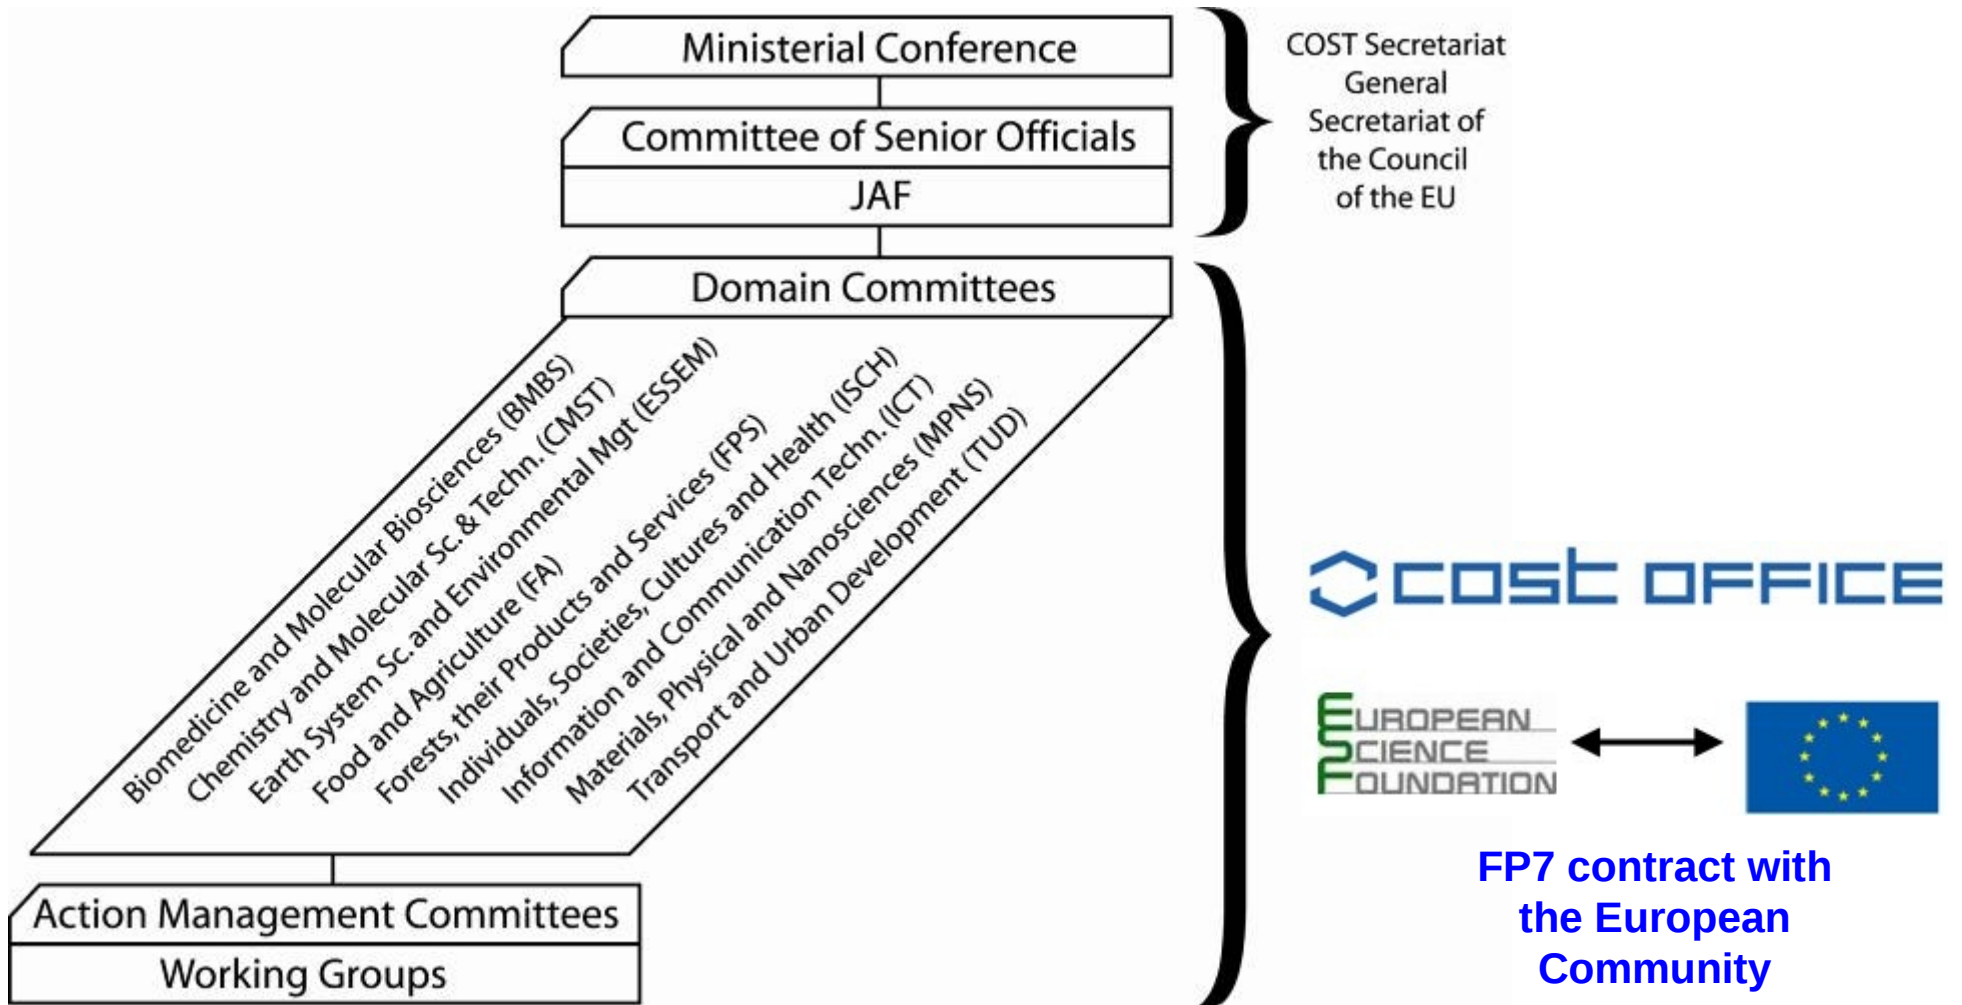 Ministerial Conference
Committee of Senior Officials
JAF
COST Secretariat
General
Secretariat of
the Council
of the EU
Domain Committees
Biomedicine and Molecular Biosciences (BMBS)
Chemistry and Molecular Sc. & Techn. (CMST)
Earth System Sc. and Environmental Mgt (ESSEM)
Food and Agriculture (FA)
Forests, their Products and Services (FPS)
Individuals, Societies, Cultures and Health (ISCH)
Information and Communication Techn. (ICT)
Materials, Physical and Nanosciences (MPNS)
Transport and Urban Development (TUD)
Action Management Committees
Working Groups
COST OFFICE
EUROPEAN
SCIENCE
FOUNDATION
FP7 contract with
the European
Community